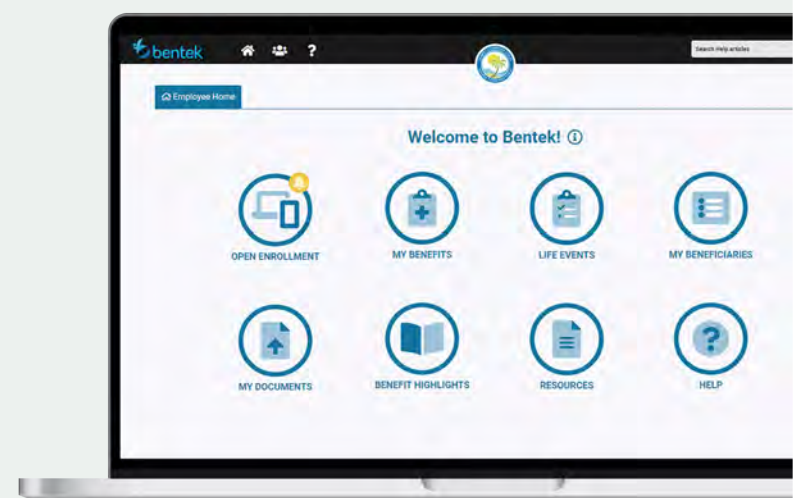 bentek
?
Search Help articles
Employee Home
Welcome to Bentek!
OPEN ENROLLMENT
MY BENEFITS
LIFE EVENTS
MY BENEFICIARIES
MY DOCUMENTS
BENEFIT HIGHLIGHTS
RESOURCES
?
HELP